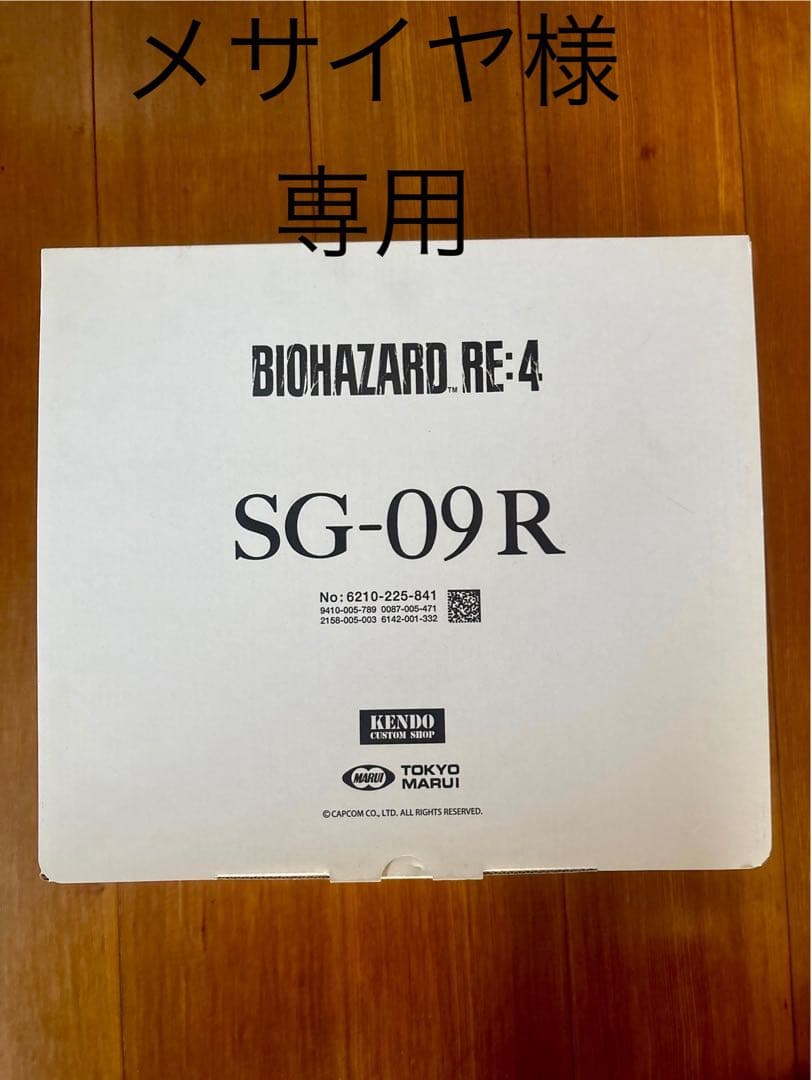 メサイヤ様
専用
BIOHAZARD™ RE:4
SG-09 R
No: 6210-225-841
9410-005-789 0087-005-471
2158-005-003 6142-001-332
KENDO
CUSTOM SHOP
MARUI
TOKYO
MARUI
©CAPCOM CO., LTD. ALL RIGHTS RESERVED.